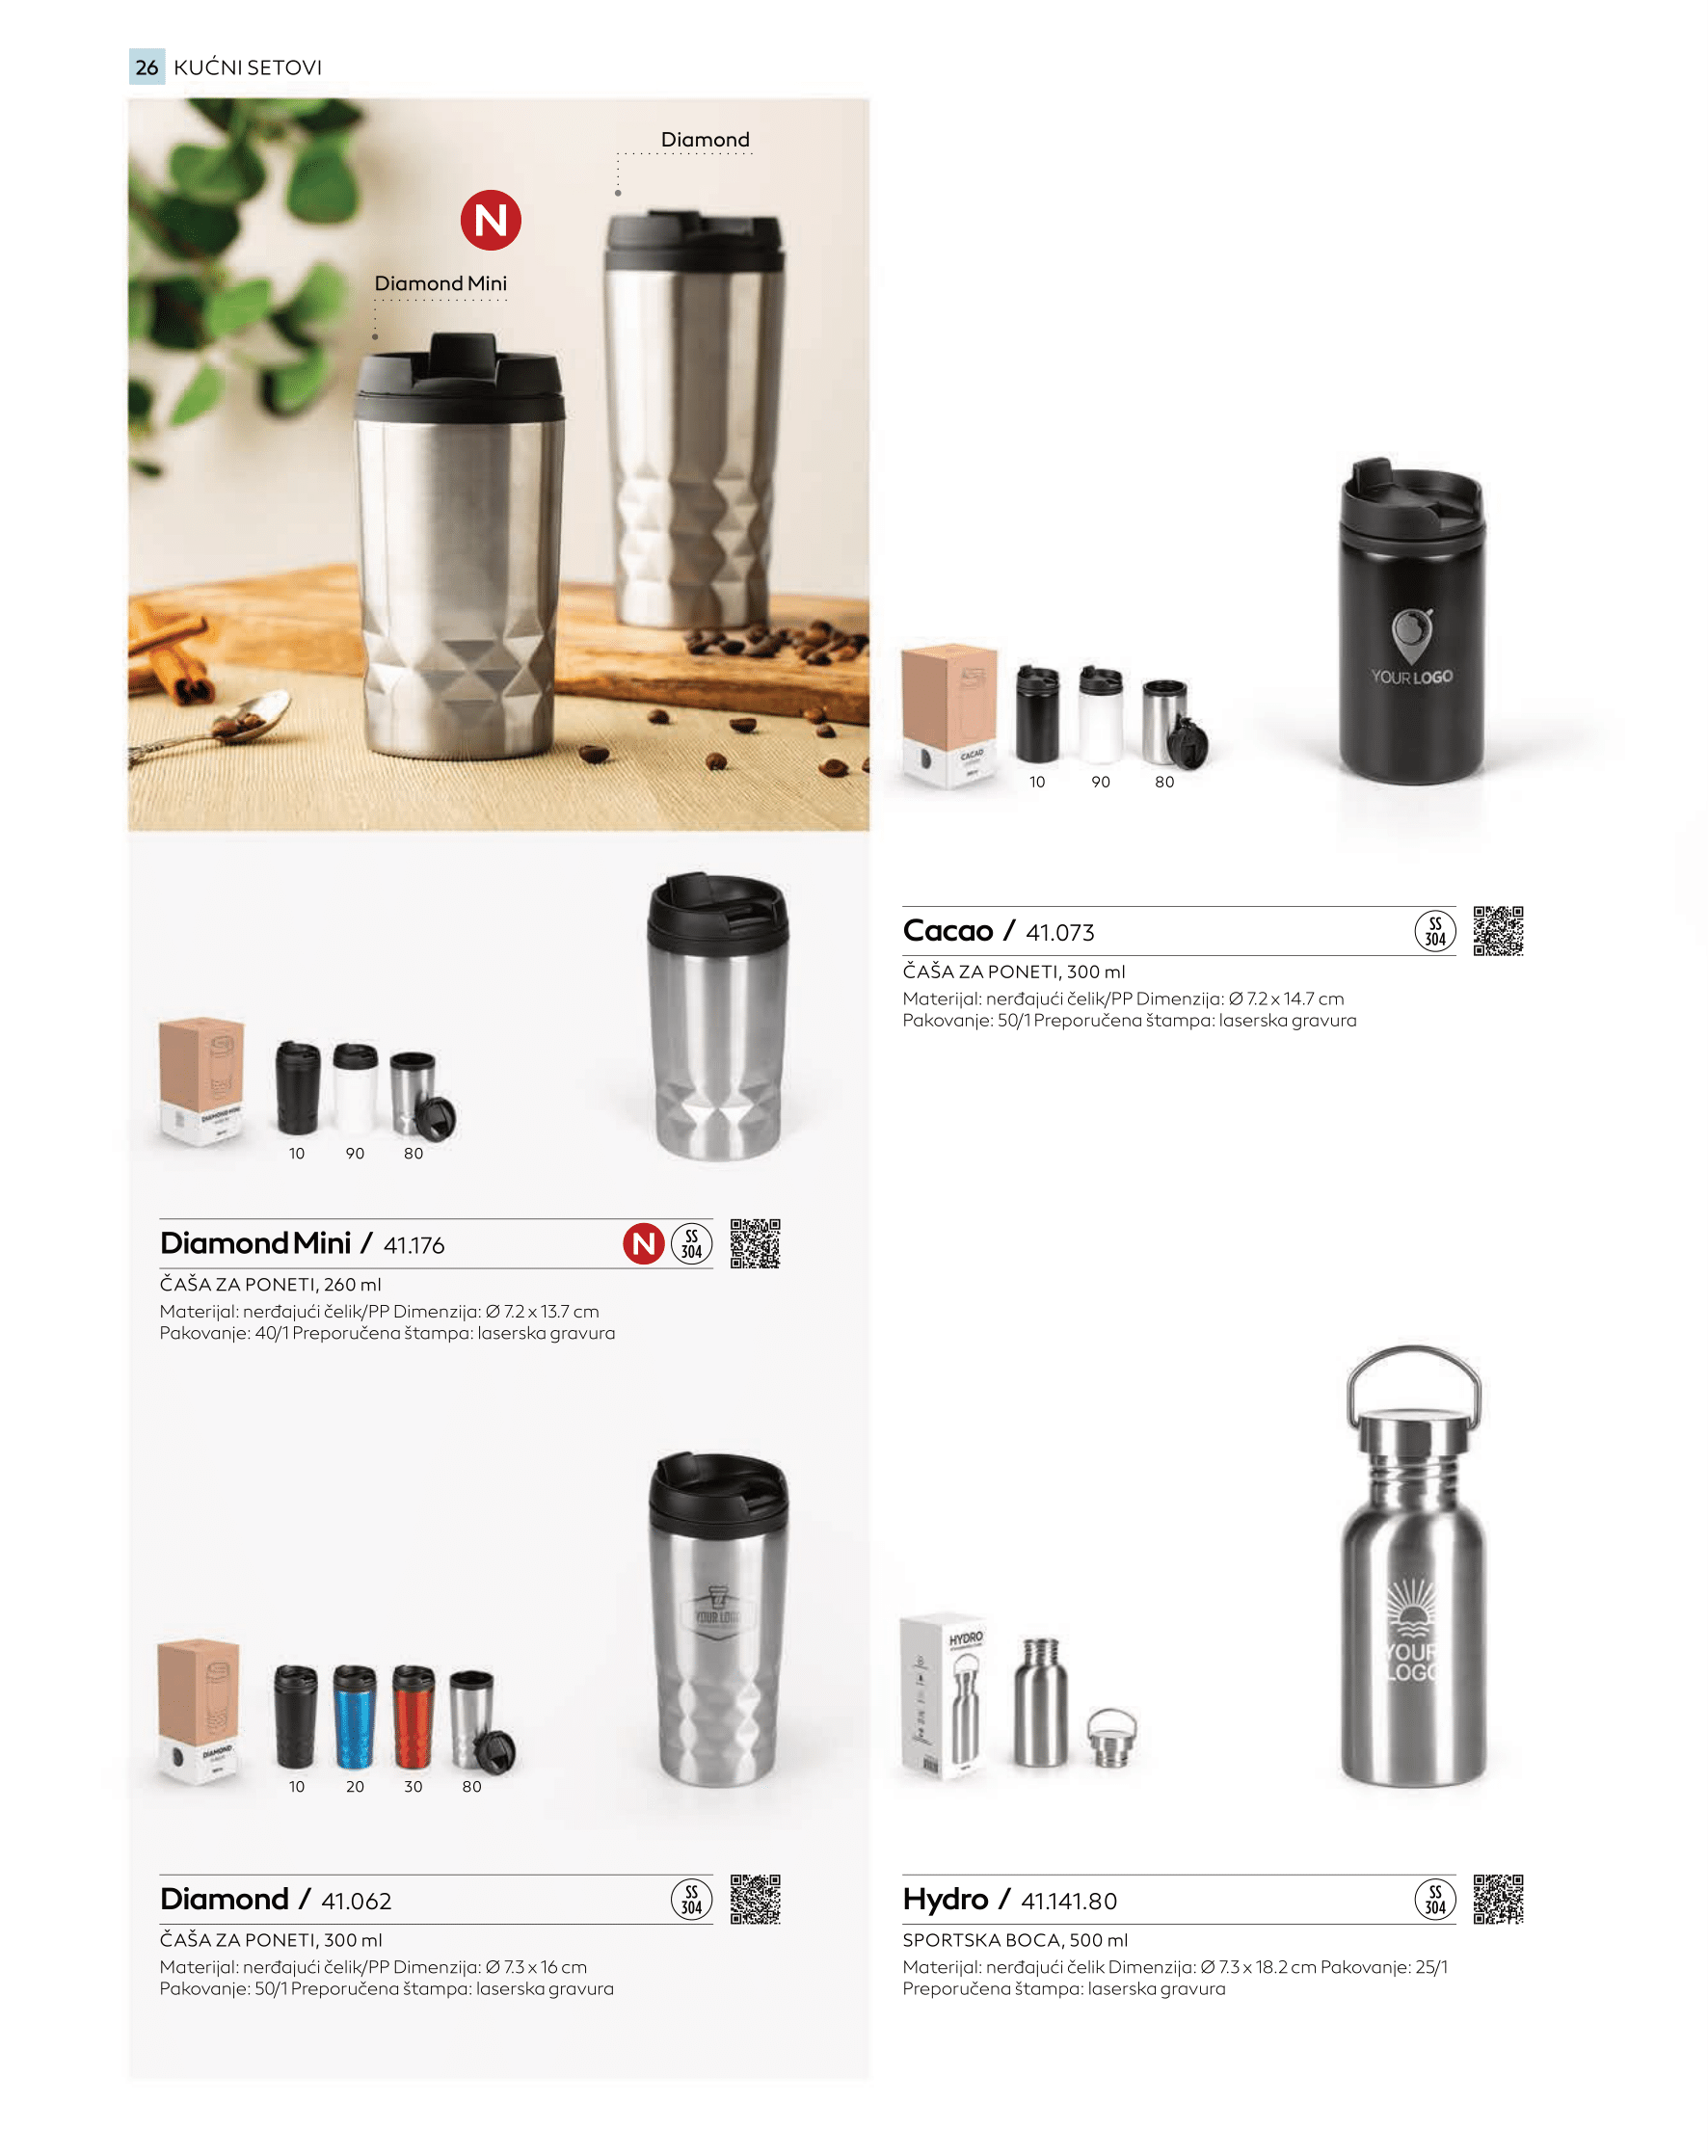 26 KUĆNI SETOVI
Diamond
N
Diamond Mini
DIAMOND MINI
10 90 80
Diamond Mini / 41.176 N SS 304
ČAŠA ZA PONETI, 260 ml
Materijal: nerđajući čelik/PP Dimenzija: Ø 7.2 x 13.7 cm
Pakovanje: 40/1 Preporučena štampa: laserska gravura
YOUR LOGO
DIAMOND
10 20 30 80
Diamond / 41.062 SS 304
ČAŠA ZA PONETI, 300 ml
Materijal: nerđajući čelik/PP Dimenzija: Ø 7.3 x 16 cm
Pakovanje: 50/1 Preporučena štampa: laserska gravura
YOUR LOGO
CACAO
10 90 80
Cacao / 41.073 SS 304
ČAŠA ZA PONETI, 300 ml
Materijal: nerđajući čelik/PP Dimenzija: Ø 7.2 x 14.7 cm
Pakovanje: 50/1 Preporučena štampa: laserska gravura
YOUR
LOGO
HYDRO
Hydro / 41.141.80 SS 304
SPORTSKA BOCA, 500 ml
Materijal: nerđajući čelik Dimenzija: Ø 7.3 x 18.2 cm Pakovanje: 25/1
Preporučena štampa: laserska gravura